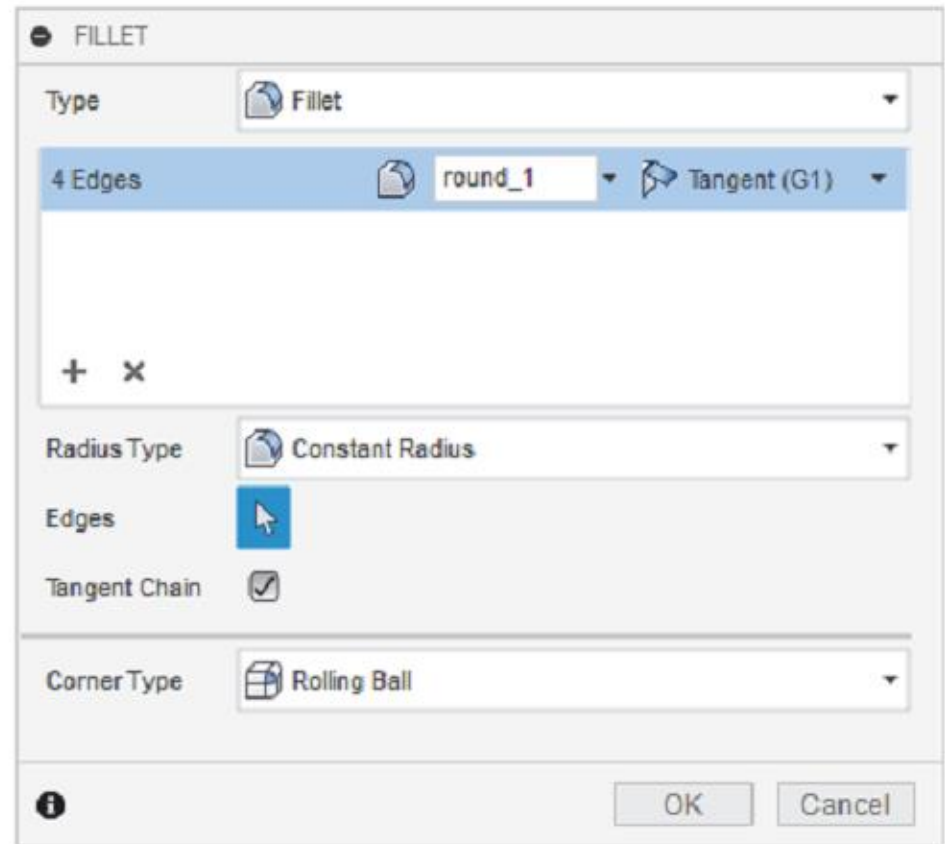 FILLET
Type Fillet
4 Edges round_1 Tangent (G1)
Radius Type Constant Radius
Edges
Tangent Chain
Corner Type Rolling Ball
OK Cancel